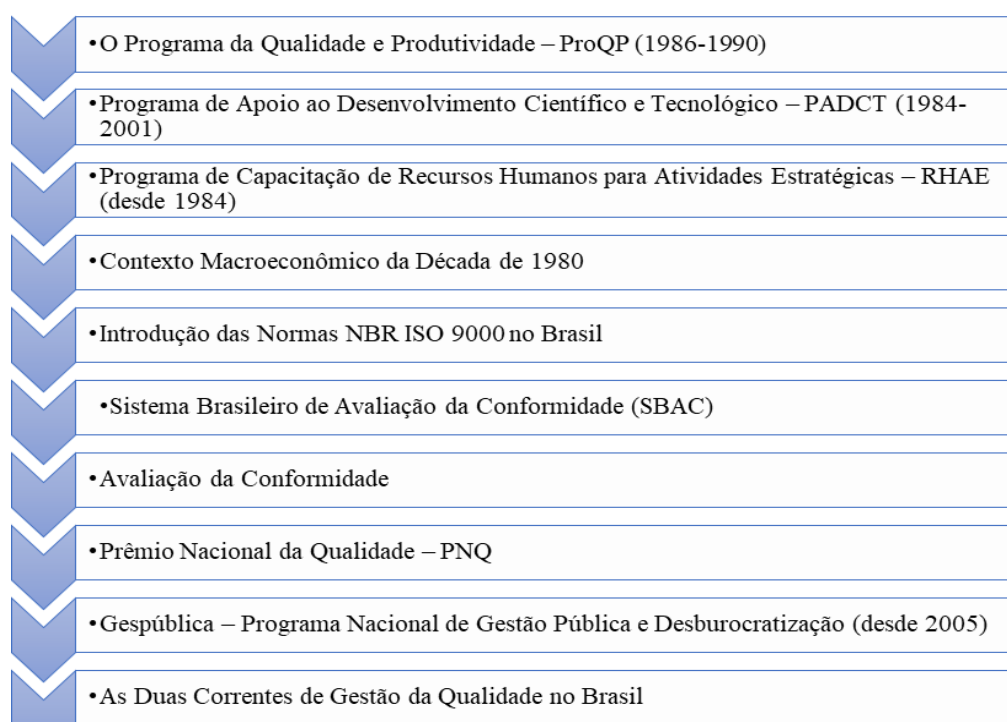 •O Programa da Qualidade e Produtividade – ProQP (1986-1990)
•Programa de Apoio ao Desenvolvimento Científico e Tecnológico – PADCT (1984-
2001)
•Programa de Capacitação de Recursos Humanos para Atividades Estratégicas – RHAE
(desde 1984)
•Contexto Macroeconômico da Década de 1980
•Introdução das Normas NBR ISO 9000 no Brasil
•Sistema Brasileiro de Avaliação da Conformidade (SBAC)
•Avaliação da Conformidade
•Prêmio Nacional da Qualidade – PNQ
•Gespública – Programa Nacional de Gestão Pública e Desburocratização (desde 2005)
•As Duas Correntes de Gestão da Qualidade no Brasil